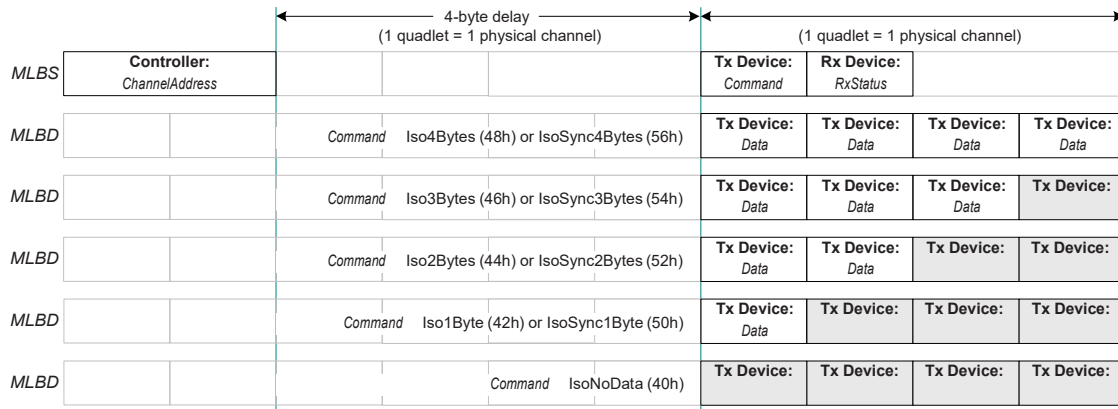 4-byte delay
(1 quadlet = 1 physical channel) (1 quadlet = 1 physical channel)
MLBS Controller: Tx Device: Rx Device:
ChannelAddress Command RxStatus
MLBD Command Iso4Bytes (48h) or IsoSync4Bytes (56h) Tx Device: Tx Device: Tx Device: Tx Device:
Data Data Data Data
MLBD Command Iso3Bytes (46h) or IsoSync3Bytes (54h) Tx Device: Tx Device: Tx Device: Tx Device:
Data Data Data
MLBD Command Iso2Bytes (44h) or IsoSync2Bytes (52h) Tx Device: Tx Device: Tx Device: Tx Device:
Data Data
MLBD Command Iso1Byte (42h) or IsoSync1Byte (50h) Tx Device: Tx Device: Tx Device: Tx Device:
Data
MLBD Command IsoNoData (40h) Tx Device: Tx Device: Tx Device: Tx Device: